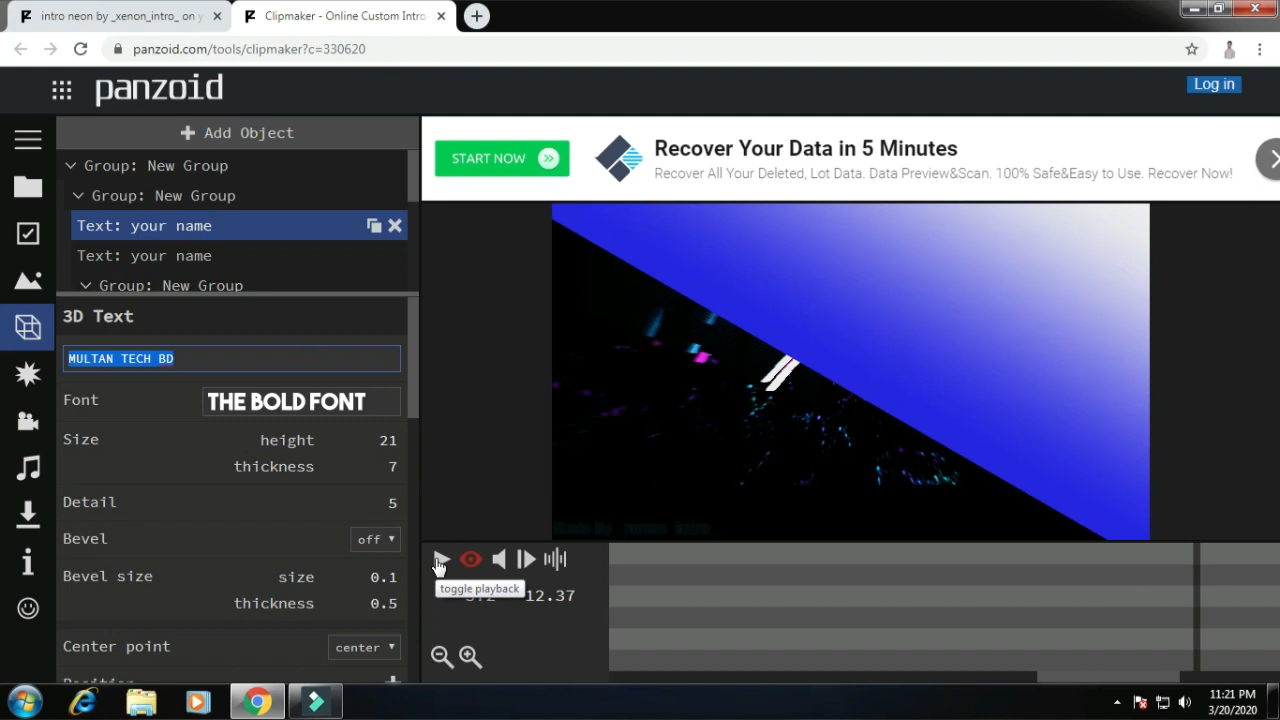 intro neon by _xenon_intro_ on y
Clipmaker - Online Custom Intro
panzoid.com/tools/clipmaker?c=330620
panzoid
Log in
Add Object
Group: New Group
Group: New Group
Text: your name
Text: your name
Group: New Group
3D Text
MULTAN TECH BD
Font
THE BOLD FONT
Size height 21
thickness 7
Detail 5
Bevel off
Bevel size size 0.1
thickness 0.5
Center point center
START NOW
Recover Your Data in 5 Minutes
Recover All Your Deleted, Lot Data. Data Preview&Scan. 100% Safe&Easy to Use. Recover Now!
toggle playback
12.37
11:21 PM
3/20/2020